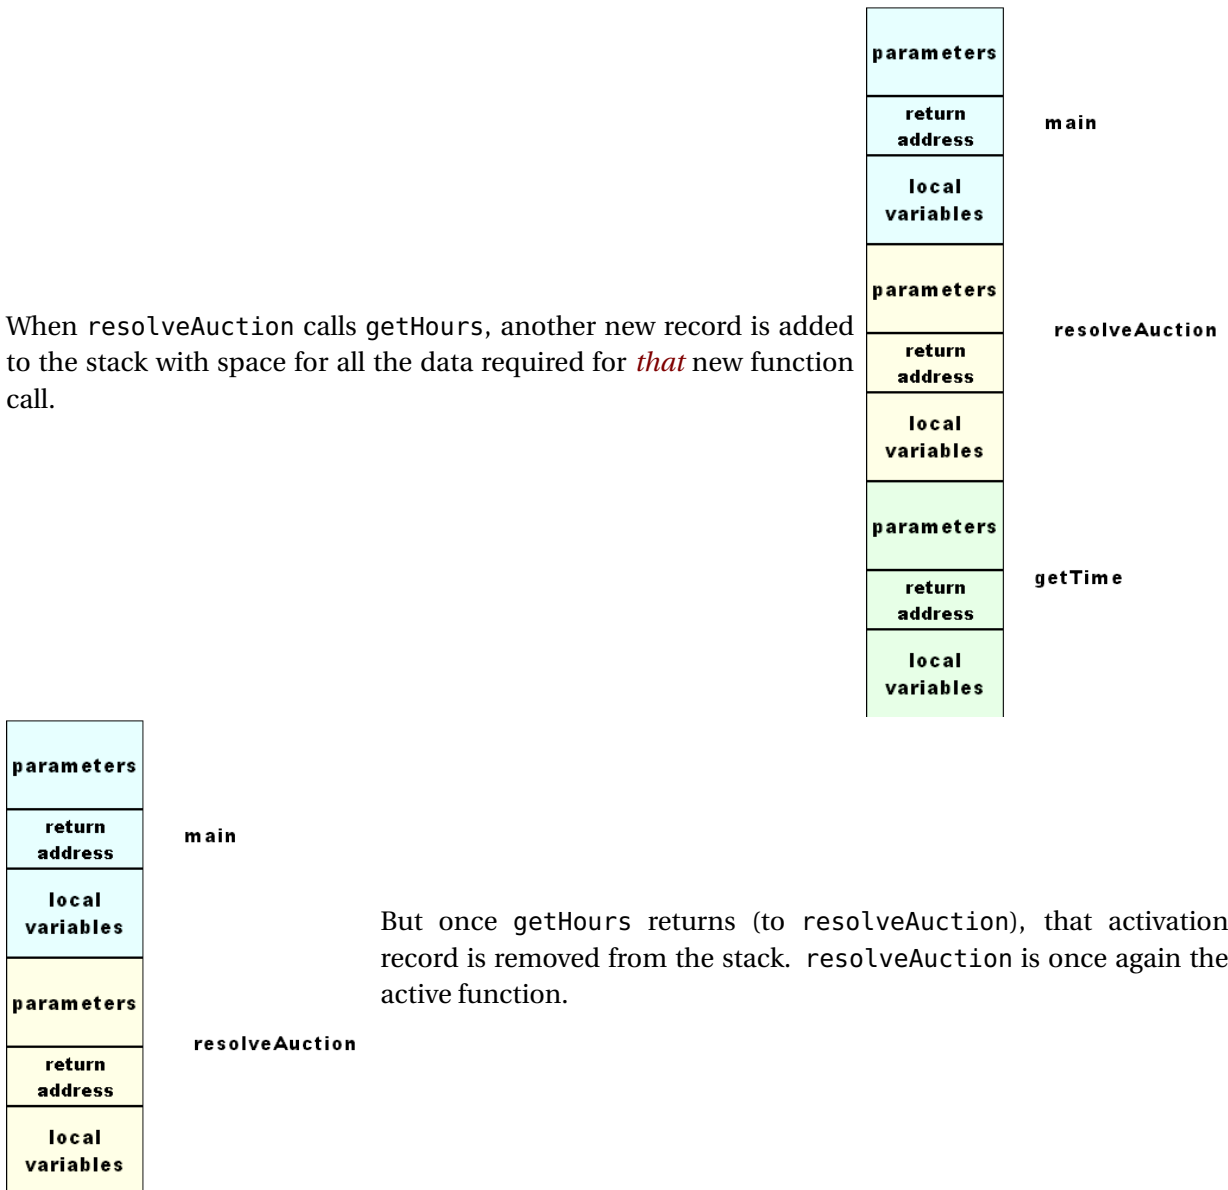 parameters
return
address
main
local
variables
parameters
When resolveAuction calls getHours, another new record is added
to the stack with space for all the data required for that new function
call.
resolveAuction
return
address
local
variables
parameters
getTime
return
address
local
variables
parameters
return
address
main
local
variables
But once getHours returns (to resolveAuction), that activation
record is removed from the stack. resolveAuction is once again the
active function.
parameters
resolveAuction
return
address
local
variables